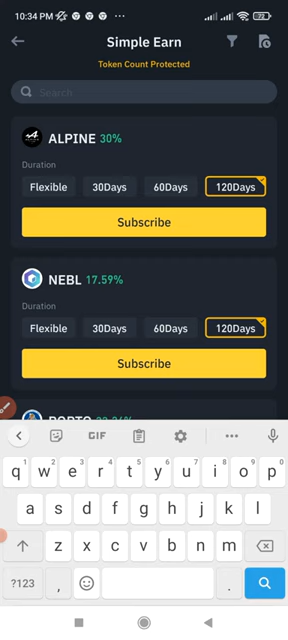 10:34 PM
72
Simple Earn
Token Count Protected
Search
ALPINE 30%
Duration
Flexible 30Days 60Days 120Days
Subscribe
NEBL 17.59%
Duration
Flexible 30Days 60Days 120Days
Subscribe
GIF
q 1 w 2 e 3 r 4 t 5 y 6 u 7 i 8 o 9 p 0
a s d f g h j k l
z x c v b n m
?123 , .